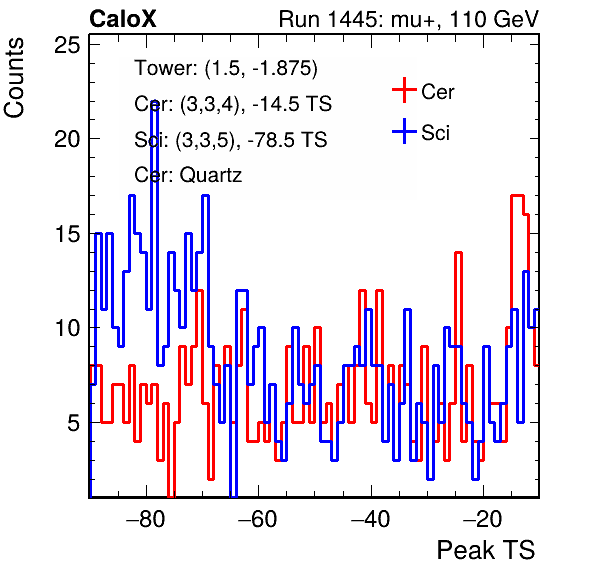 CaloX Run 1445: mu+, 110 GeV
Counts
25
20
15
10
5
Tower: (1.5, -1.875)
Cer: (3,3,4), -14.5 TS
Sci: (3,3,5), -78.5 TS
Cer: Quartz
Cer
Sci
−80 −60 −40 −20
Peak TS